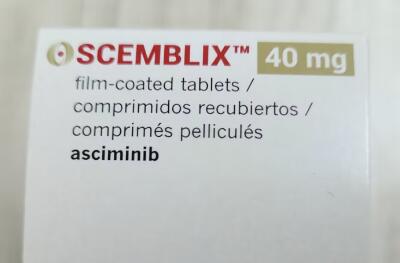 SCEMBLIX™ 40 mg
film-coated tablets /
comprimidos recubiertos /
comprimés pelliculés
asciminib